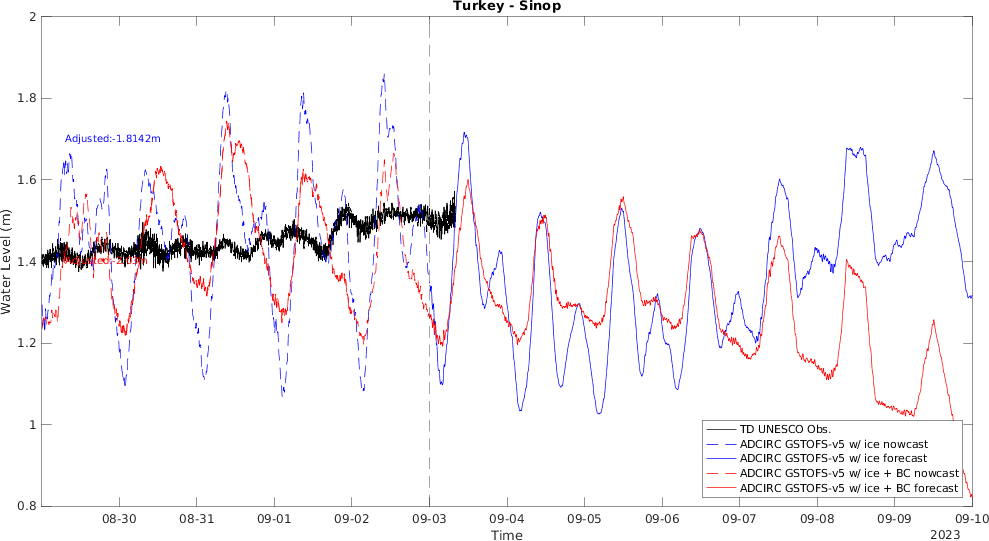 Turkey - Sinop
2
1.8
1.6
1.4
1.2
1
0.8
Water Level (m)
Adjusted:-1.8142m
TD UNESCO Obs.
ADCIRC GSTOFS-v5 w/ ice nowcast
ADCIRC GSTOFS-v5 w/ ice forecast
ADCIRC GSTOFS-v5 w/ ice + BC nowcast
ADCIRC GSTOFS-v5 w/ ice + BC forecast
08-30 08-31 09-01 09-02 09-03 09-04 09-05 09-06 09-07 09-08 09-09 09-10
Time
2023